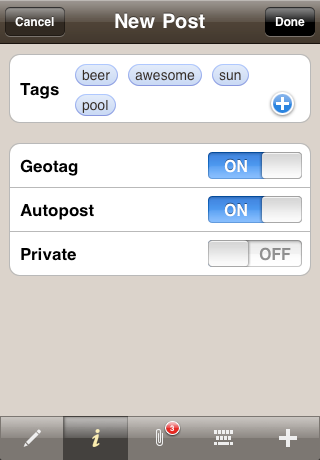 Cancel New Post Done
Tags beer awesome sun
pool
Geotag ON
Autopost ON
Private OFF
i 3